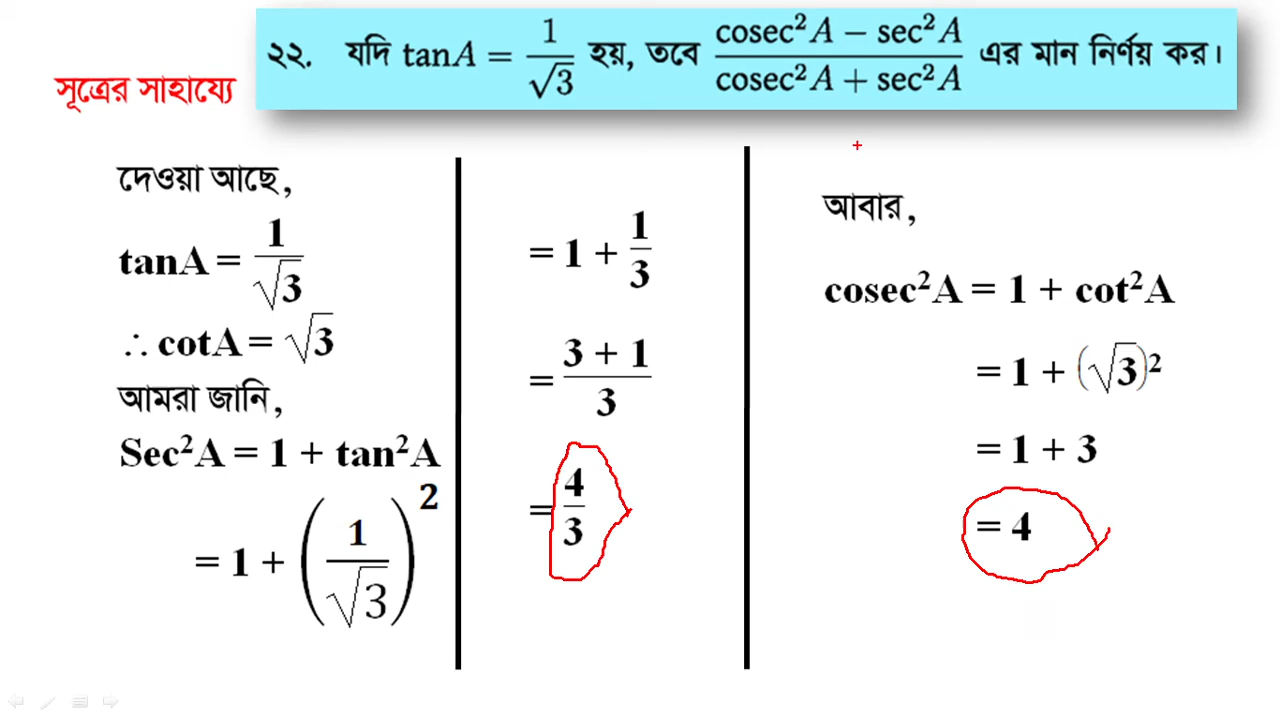 ২২. যদি tanA = 1/√3 হয়, তবে (cosec²A − sec²A)/(cosec²A + sec²A) এর মান নির্ণয় কর।
সূত্রের সাহায্যে
দেওয়া আছে,
tanA = 1/√3
∴ cotA = √3
আমরা জানি,
Sec²A = 1 + tan²A
= 1 + (1/√3)²
= 1 + 1/3
= (3 + 1)/3
= 4/3
আবার,
cosec²A = 1 + cot²A
= 1 + (√3)²
= 1 + 3
= 4